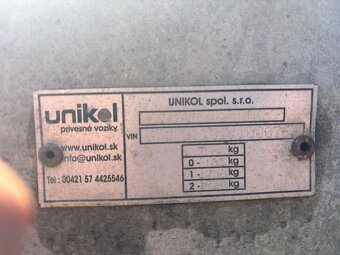 unikol
prívesné vozíky
www.unikol.sk
info@unikol.sk
Tel : 00421 57 4425546
UNIKOL spol. s.r.o.
VIN
kg
0 - kg
1 - kg
2 - kg